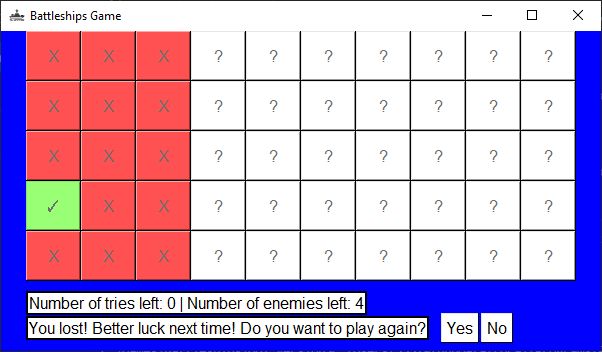 Battleships Game
X X X ? ? ? ? ? ? ?
X X X ? ? ? ? ? ? ?
X X X ? ? ? ? ? ? ?
✓ X X ? ? ? ? ? ? ?
X X X ? ? ? ? ? ? ?
Number of tries left: 0 | Number of enemies left: 4
You lost! Better luck next time! Do you want to play again? Yes No